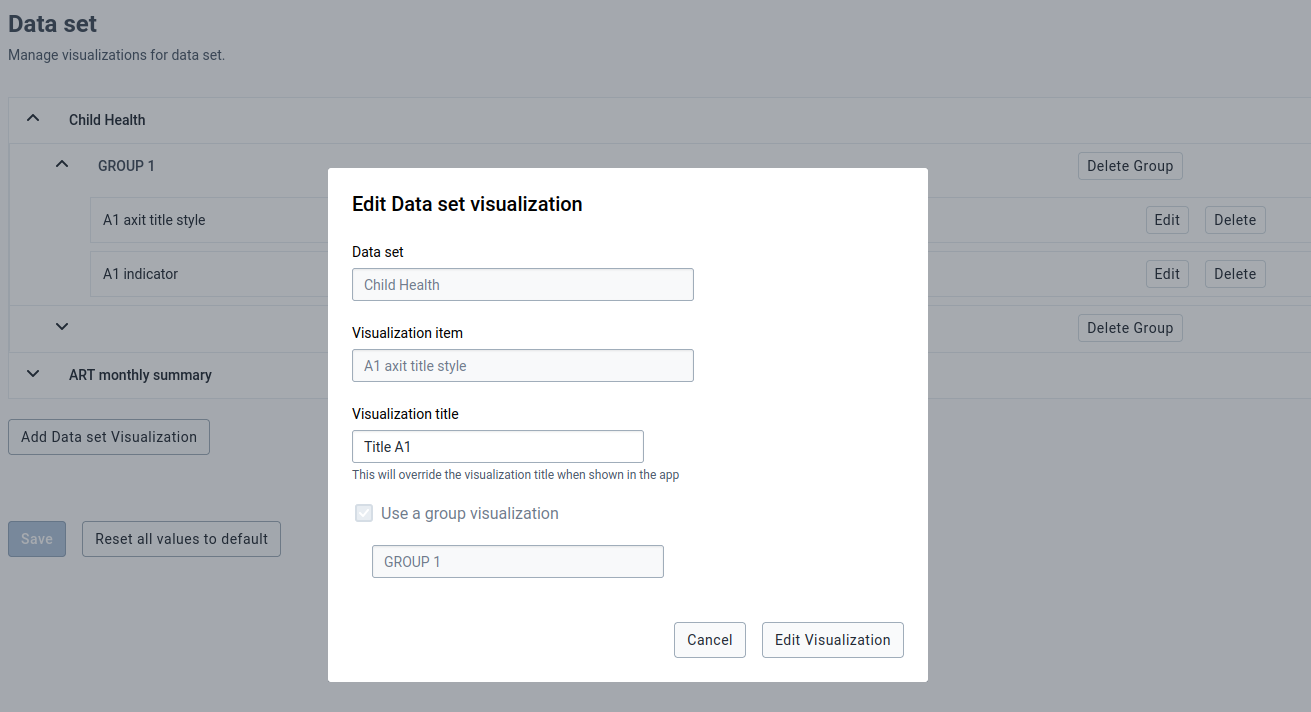 Data set
Manage visualizations for data set.
Child Health
GROUP 1
Delete Group
A1 axit title style
Edit
Delete
A1 indicator
Edit
Delete
Delete Group
ART monthly summary
Add Data set Visualization
Save
Reset all values to default
Edit Data set visualization
Data set
Child Health
Visualization item
A1 axit title style
Visualization title
Title A1
This will override the visualization title when shown in the app
Use a group visualization
GROUP 1
Cancel
Edit Visualization